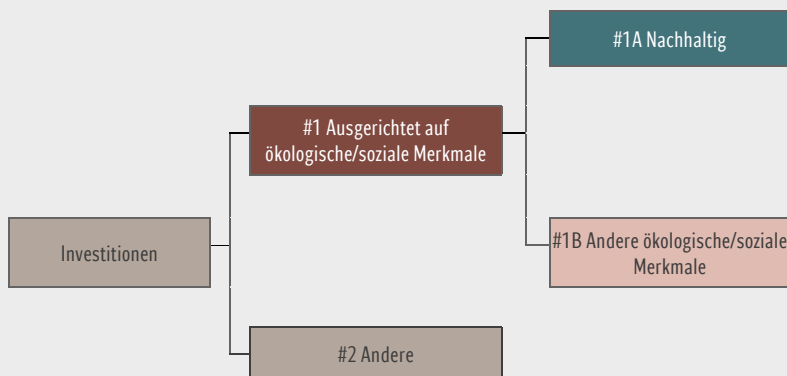 #1A Nachhaltig
#1 Ausgerichtet auf
ökologische/soziale Merkmale
Investitionen
#1B Andere ökologische/soziale
Merkmale
#2 Andere